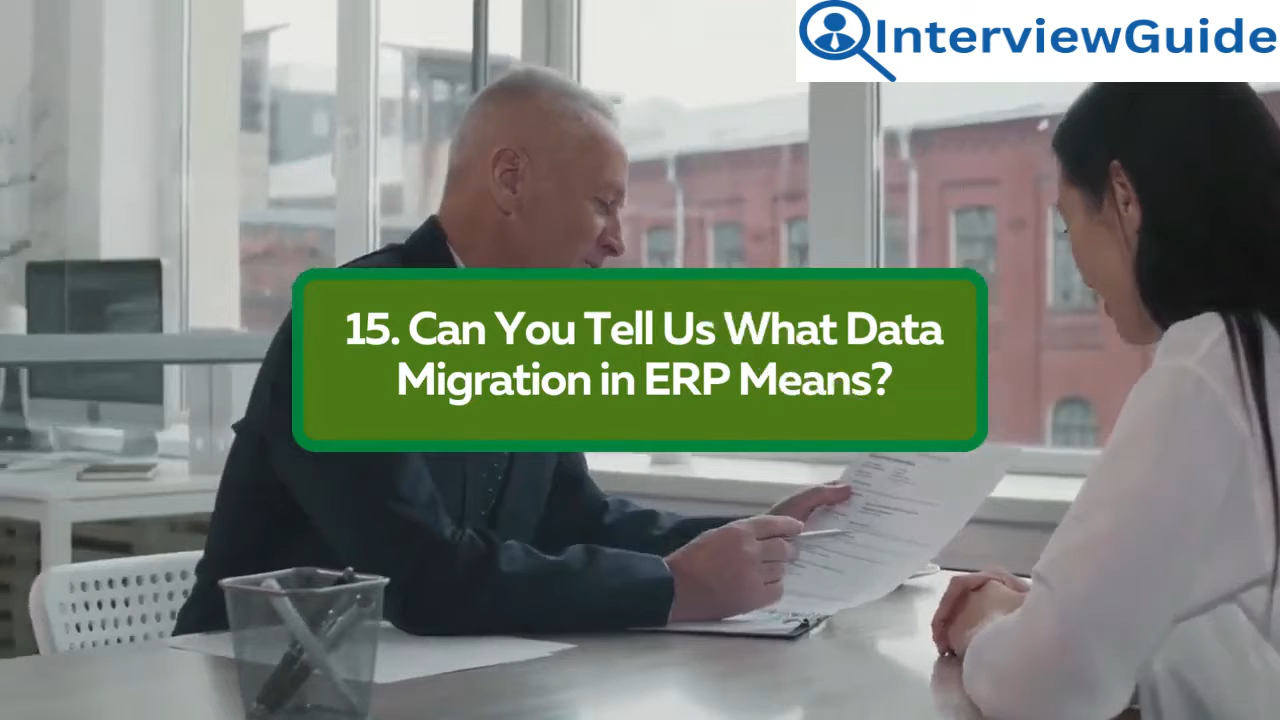 InterviewGuide
15. Can You Tell Us What Data
Migration in ERP Means?